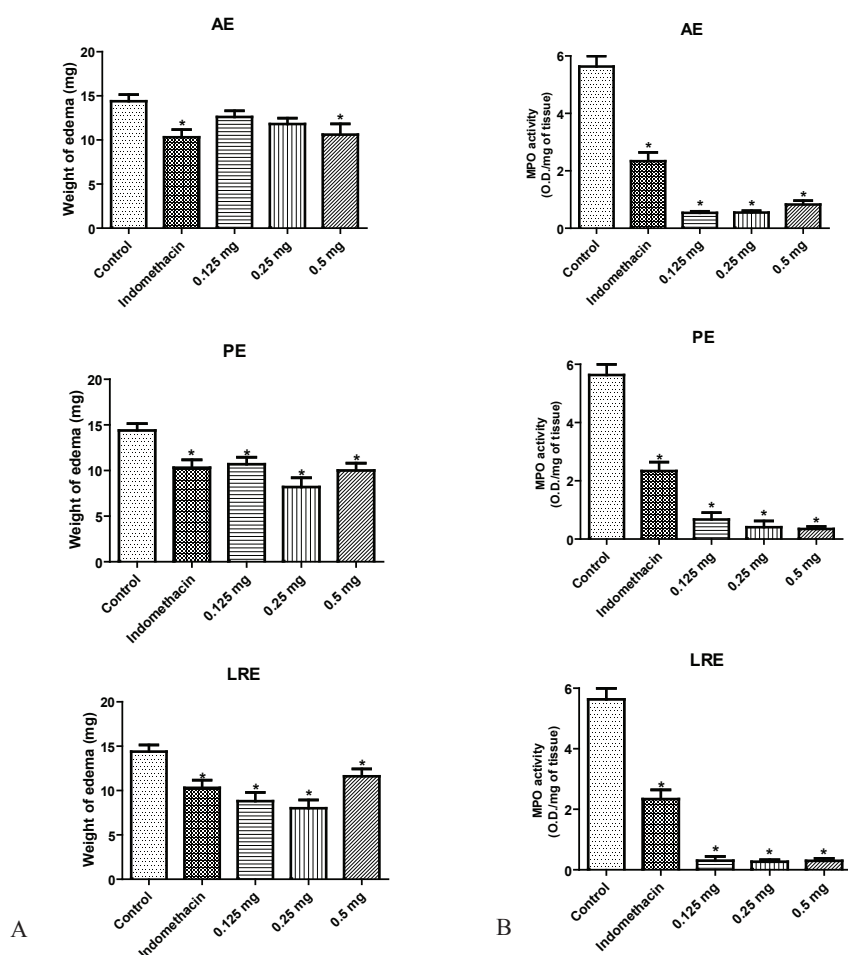 AE
Weight of edema (mg)
20
15
10
5
0
*
*
Control
Indomethacin
0.125 mg
0.25 mg
0.5 mg
PE
Weight of edema (mg)
20
15
10
5
0
*
*
*
*
Control
Indomethacin
0.125 mg
0.25 mg
0.5 mg
LRE
Weight of edema (mg)
20
15
10
5
0
*
*
*
*
Control
Indomethacin
0.125 mg
0.25 mg
0.5 mg
A
AE
MPO activity
(O.D./mg of tissue)
6
4
2
0
*
*
*
*
Control
Indomethacin
0.125 mg
0.25 mg
0.5 mg
PE
MPO activity
(O.D./mg of tissue)
6
4
2
0
*
*
*
*
Control
Indomethacin
0.125 mg
0.25 mg
0.5 mg
LRE
MPO activity
(O.D./mg of tissue)
6
4
2
0
*
*
*
*
Control
Indomethacin
0.125 mg
0.25 mg
0.5 mg
B